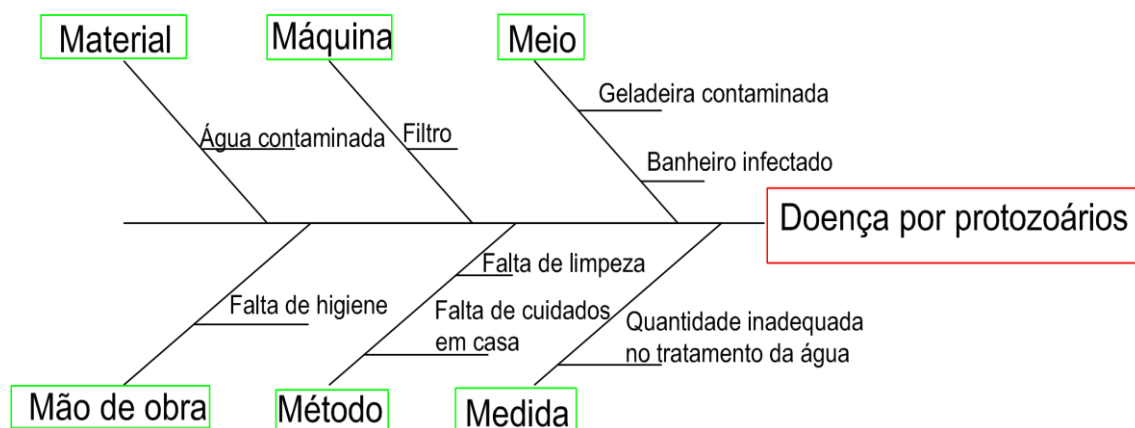 Material
Máquina
Meio
Geladeira contaminada
Água contaminada
Filtro
Banheiro infectado
Doença por protozoários
Falta de limpeza
Falta de higiene
Falta de cuidados
em casa
Quantidade inadequada
no tratamento da água
Mão de obra
Método
Medida